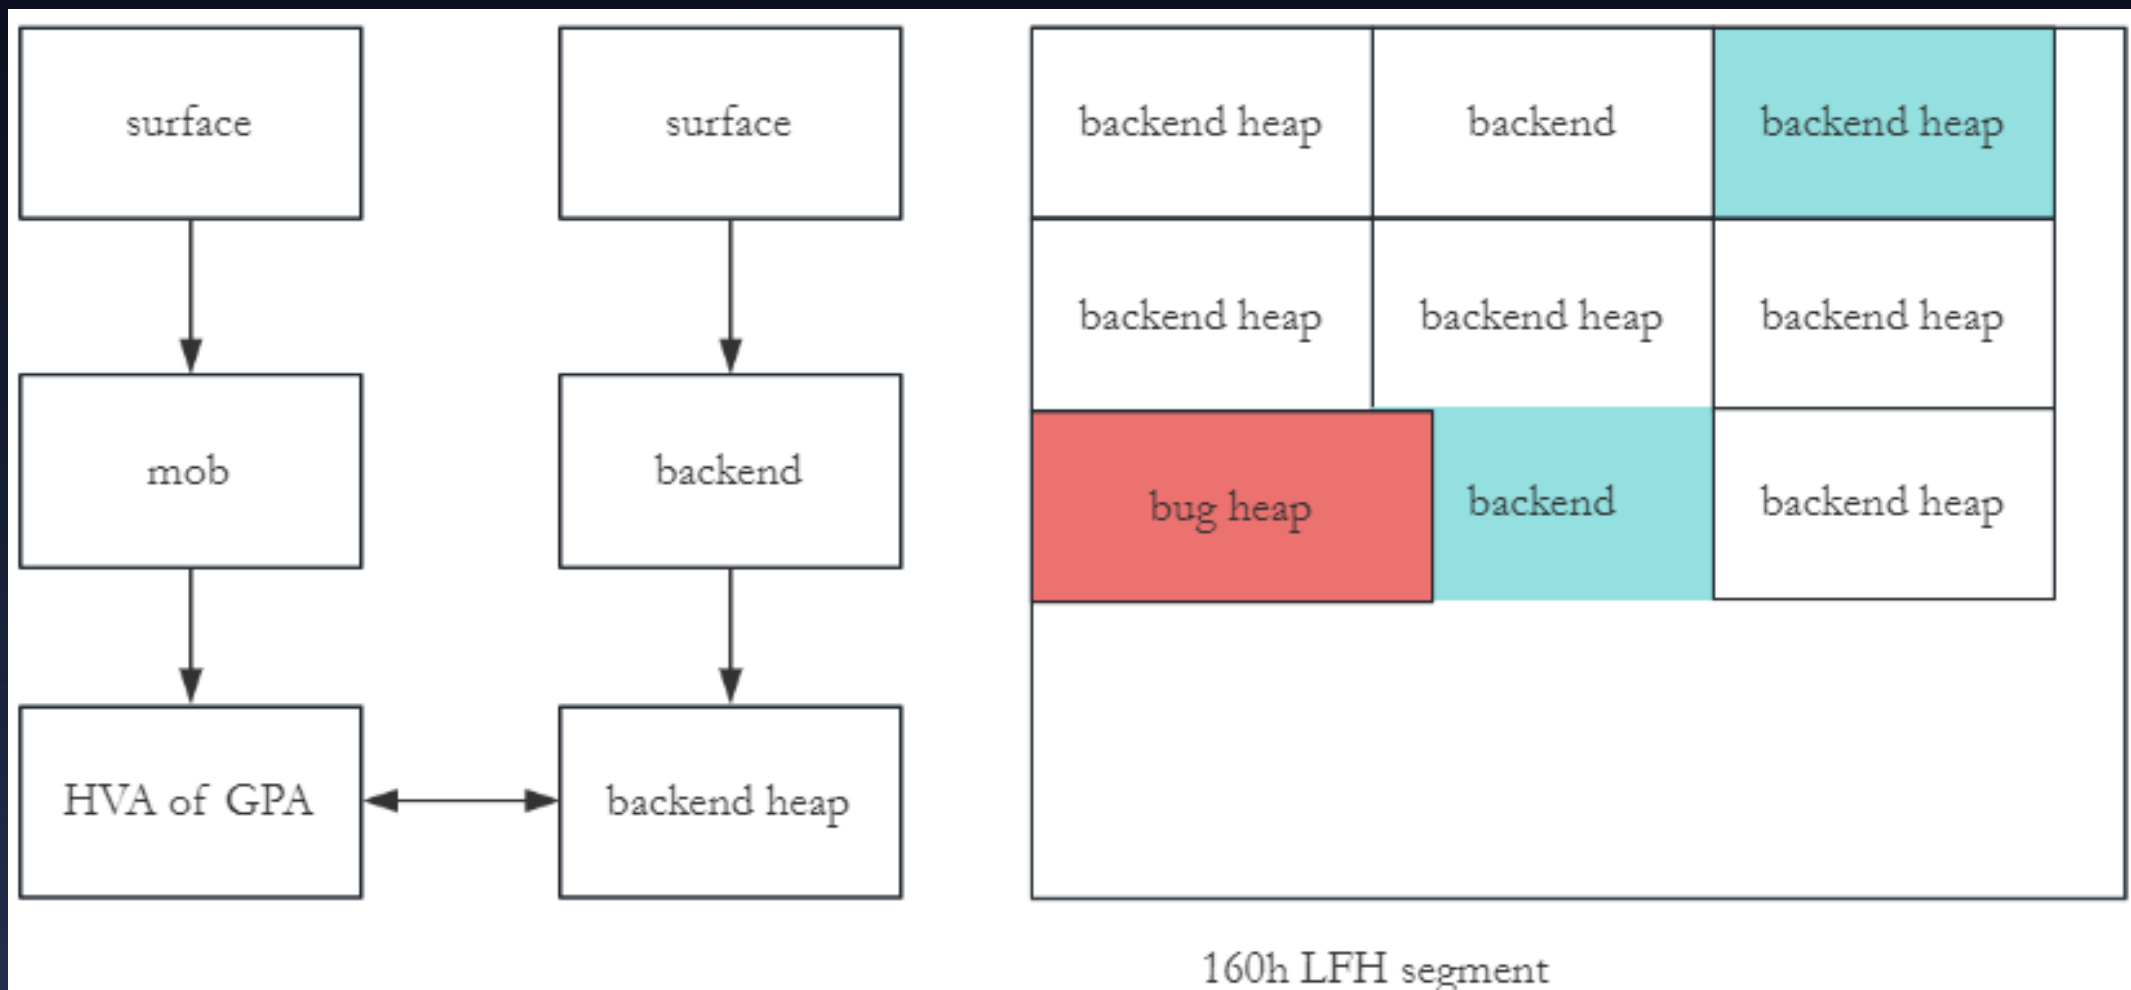 surface
surface
mob
backend
HVA of GPA
backend heap
backend heap
backend
backend heap
backend heap
backend heap
backend heap
bug heap
backend
backend heap
160h LFH segment